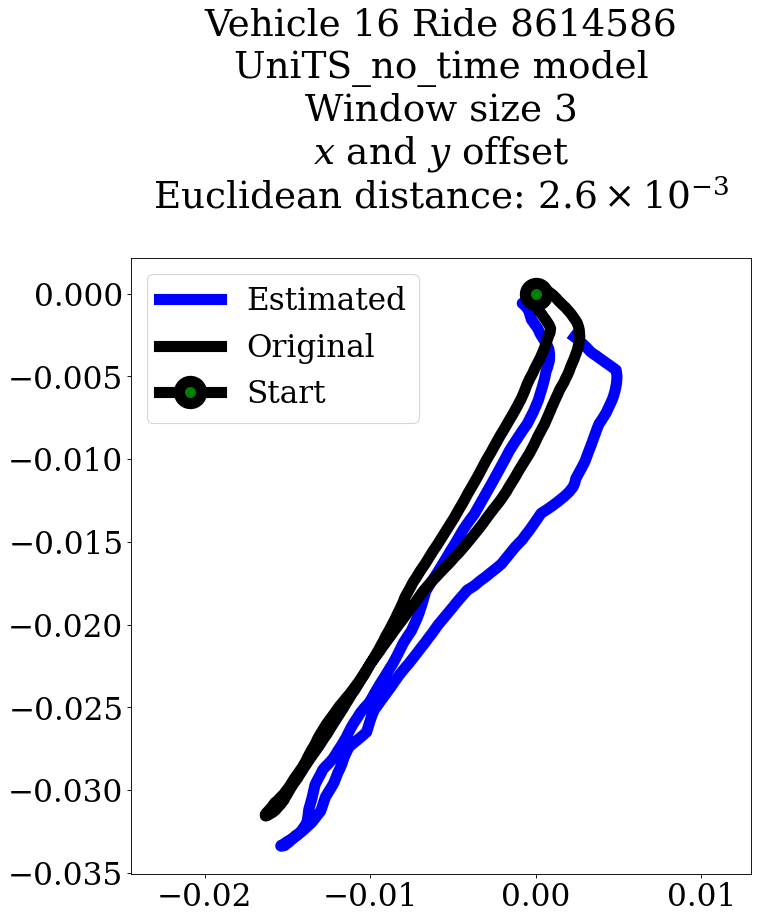 Vehicle 16 Ride 8614586
UniTS_no_time model
Window size 3
x and y offset
Euclidean distance: 2.6 × 10⁻³
Estimated
Original
Start
0.000
−0.005
−0.010
−0.015
−0.020
−0.025
−0.030
−0.035
−0.02
−0.01
0.00
0.01